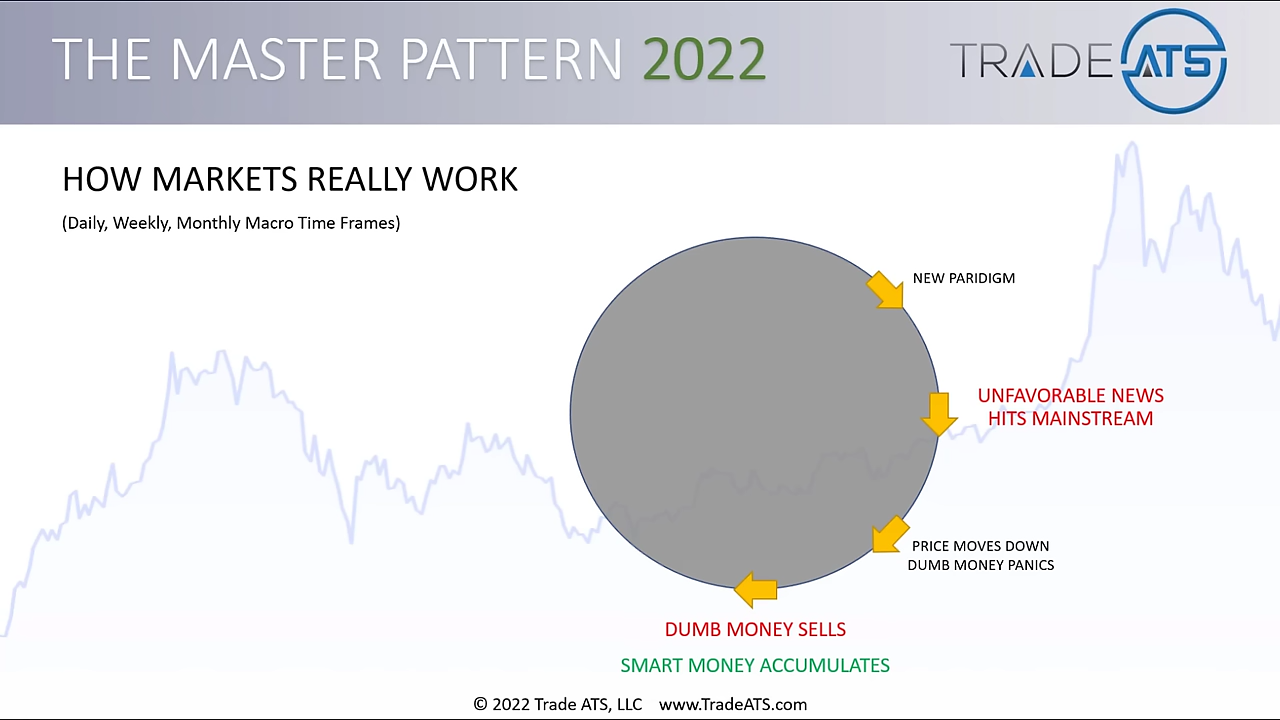 THE MASTER PATTERN 2022
TRADE ATS
HOW MARKETS REALLY WORK
(Daily, Weekly, Monthly Macro Time Frames)
NEW PARIDIGM
UNFAVORABLE NEWS
HITS MAINSTREAM
PRICE MOVES DOWN
DUMB MONEY PANICS
DUMB MONEY SELLS
SMART MONEY ACCUMULATES
© 2022 Trade ATS, LLC www.TradeATS.com